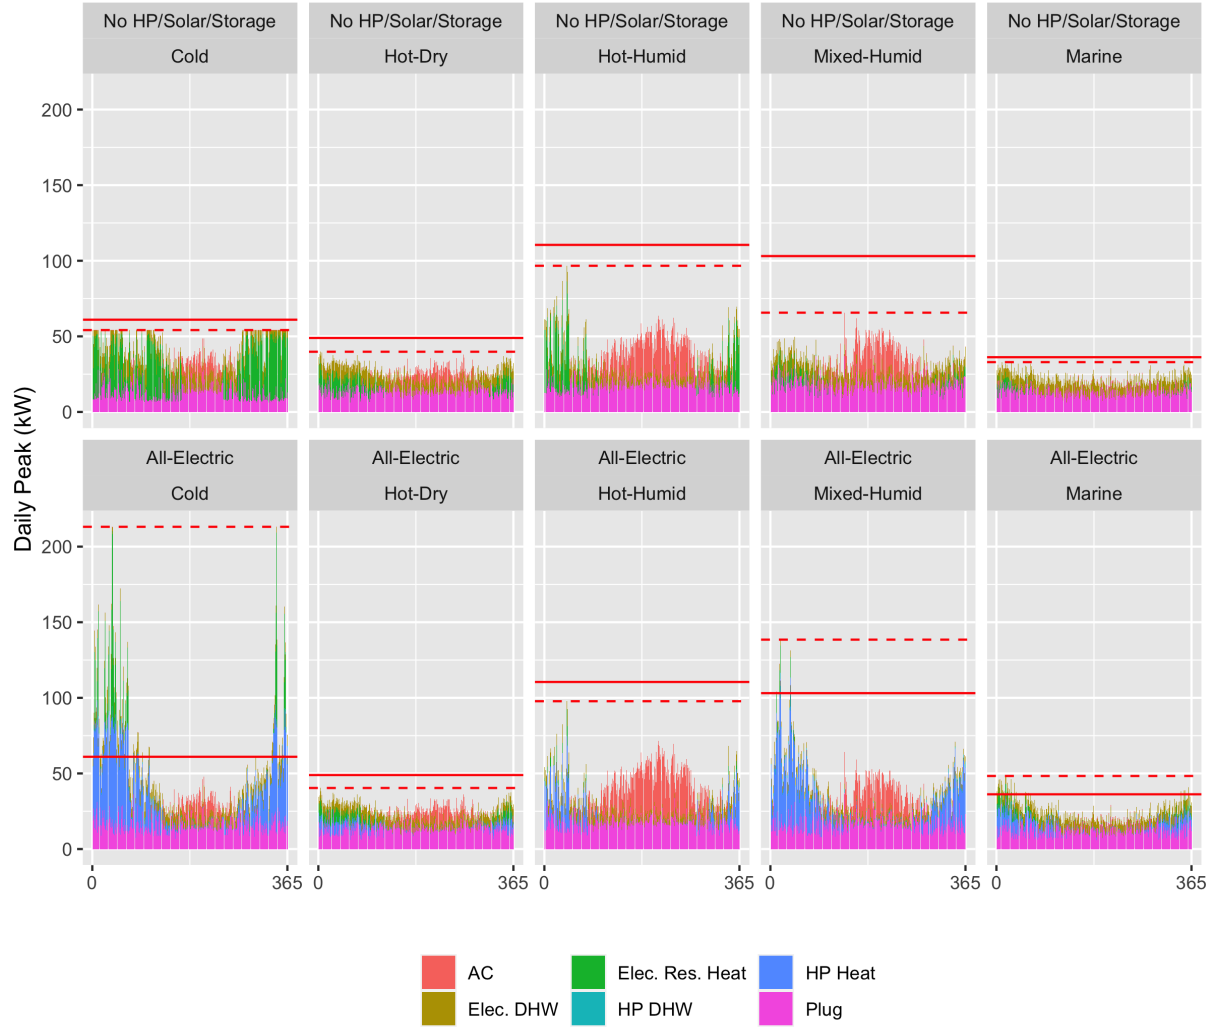 No HP/Solar/Storage No HP/Solar/Storage No HP/Solar/Storage No HP/Solar/Storage No HP/Solar/Storage
Cold Hot-Dry Hot-Humid Mixed-Humid Marine
200
150
100
50
0
Daily Peak (kW)
All-Electric All-Electric All-Electric All-Electric All-Electric
Cold Hot-Dry Hot-Humid Mixed-Humid Marine
200
150
100
50
0
0 365 0 365 0 365 0 365 0 365
AC Elec. Res. Heat HP Heat
Elec. DHW HP DHW Plug